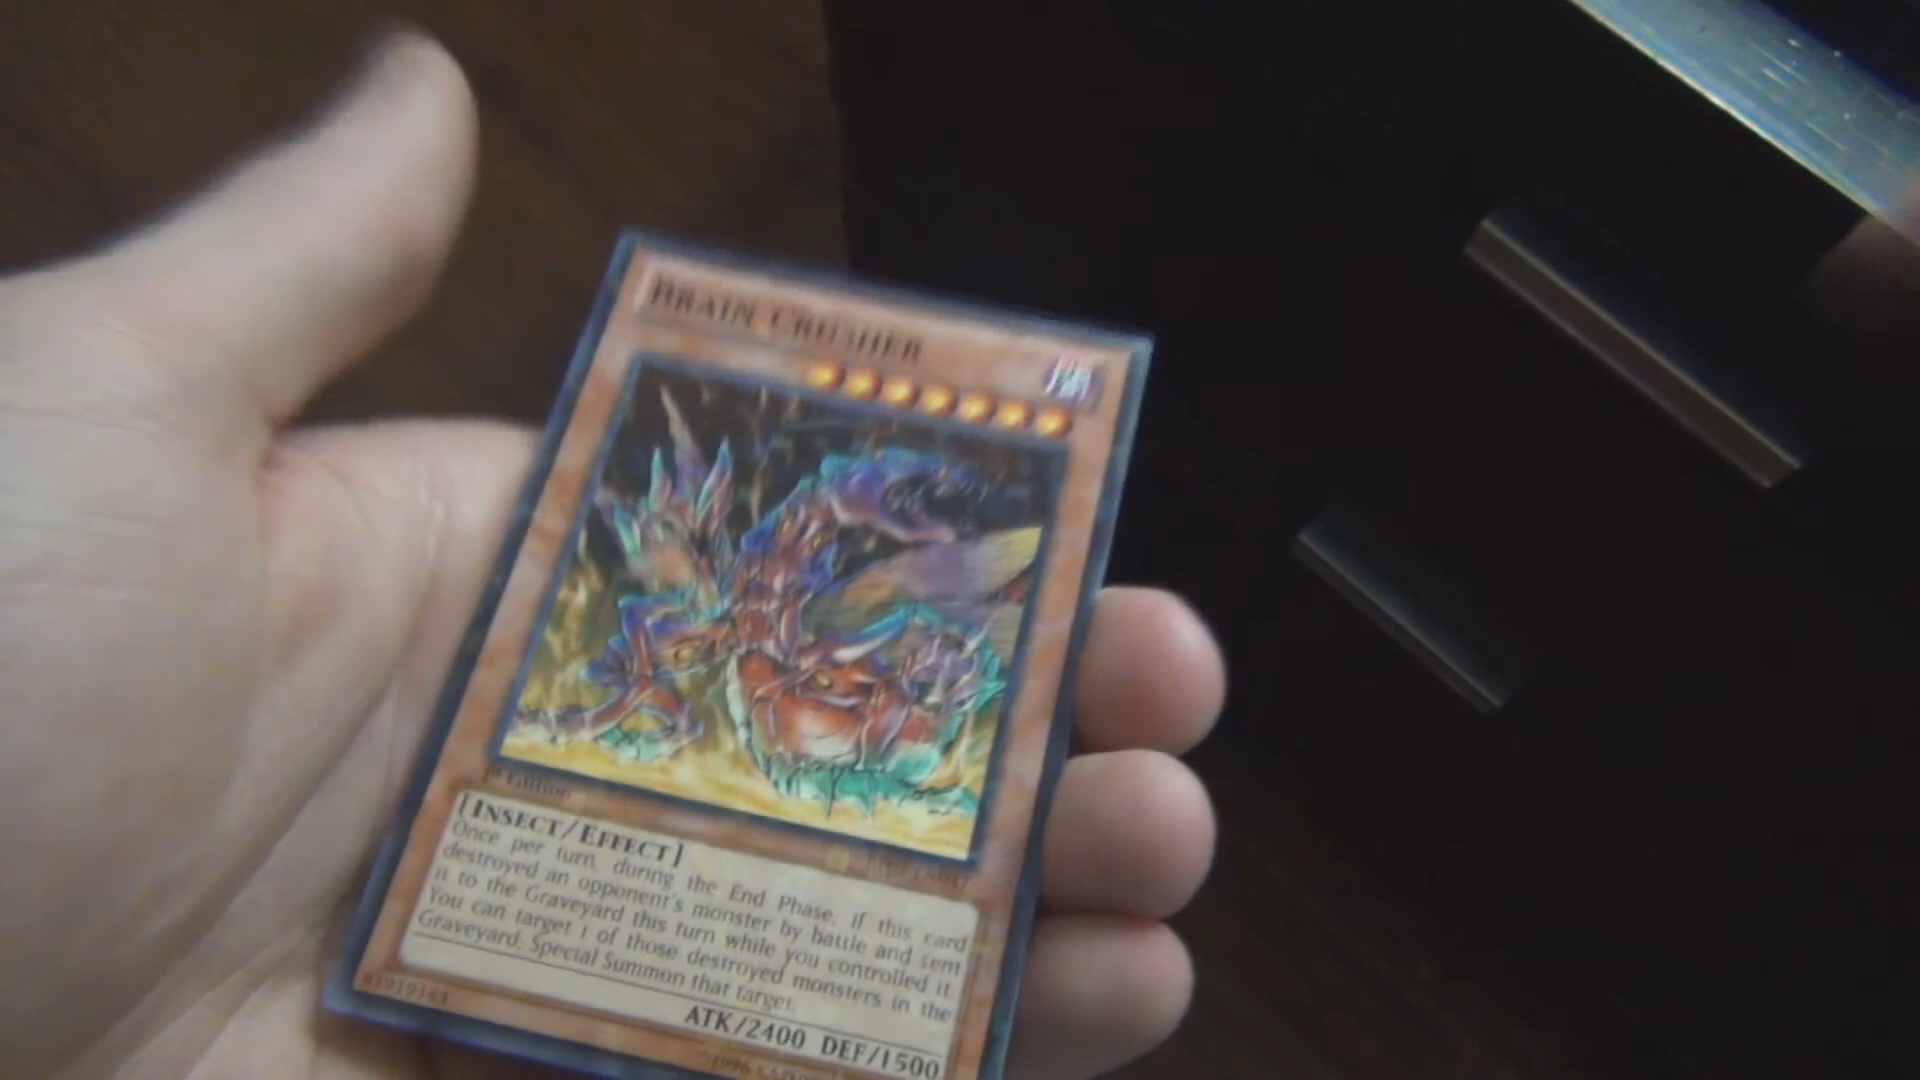 BRAIN CRUSHER
1st Edition
[INSECT/EFFECT]
Once per turn, during the End Phase, if this card
destroyed an opponent's monster by battle and sent
it to the Graveyard this turn while you controlled it:
You can target 1 of those destroyed monsters in the
Graveyard; Special Summon that target.
ATK/2400 DEF/1500
1996